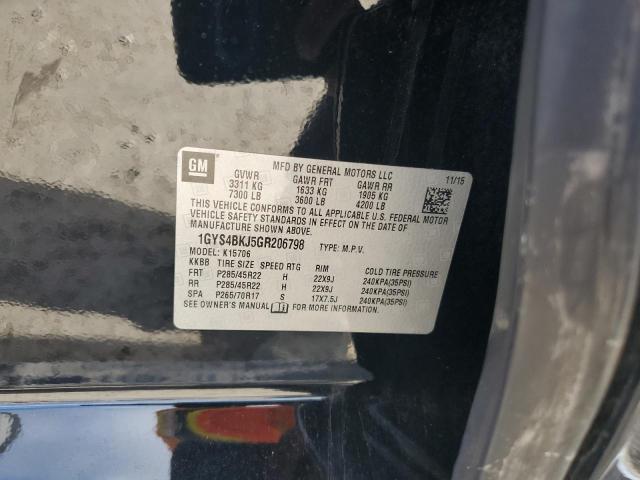 GM
MFD BY GENERAL MOTORS LLC
11/15
GVWR GAWR FRT GAWR RR
3311 KG 1633 KG 1905 KG
7300 LB 3600 LB 4200 LB
THIS VEHICLE CONFORMS TO ALL APPLICABLE U.S. FEDERAL MOTOR
VEHICLE SAFETY STANDARDS IN EFFECT ON THE DATE OF
MANUFACTURE SHOWN ABOVE.
1GYS4BKJ5GR206798 TYPE: M.P.V.
MODEL: K15706
KKBB TIRE SIZE SPEED RTG RIM COLD TIRE PRESSURE
FRT P285/45R22 H 22X9J 240KPA(35PSI)
RR P285/45R22 H 22X9J 240KPA(35PSI)
SPA P265/70R17 S 17X7.5J 240KPA(35PSI)
SEE OWNER'S MANUAL FOR MORE INFORMATION.